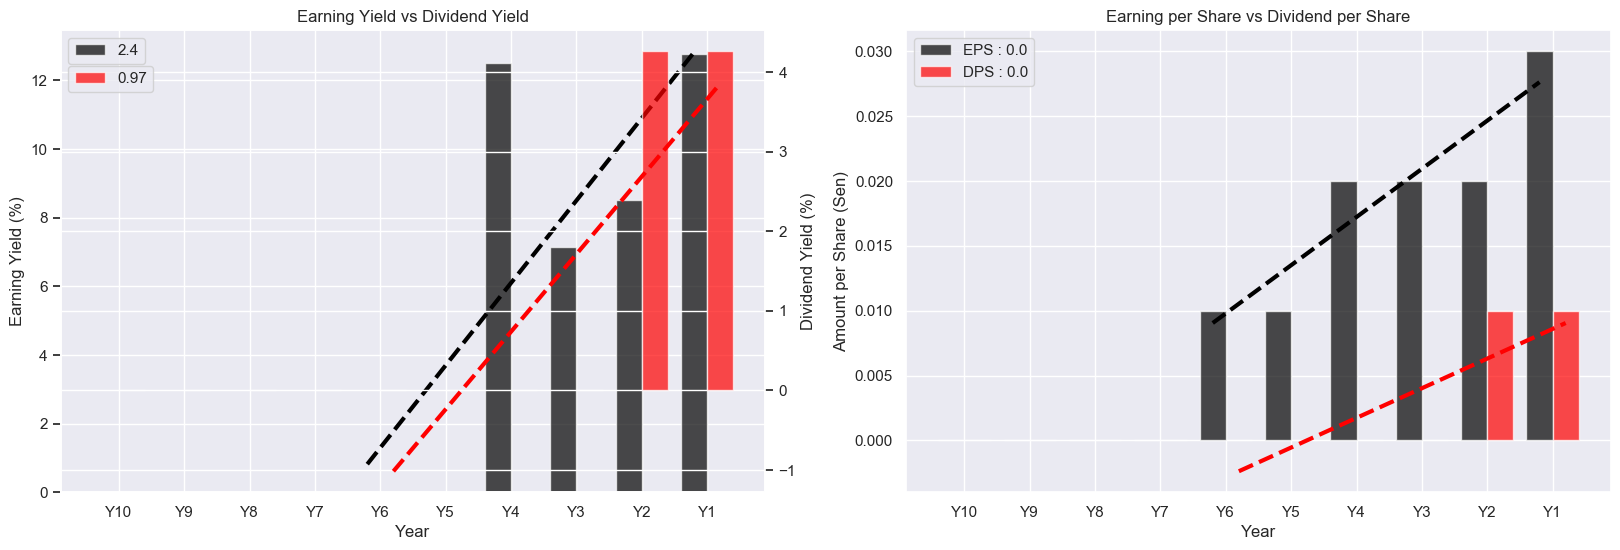 Earning Yield vs Dividend Yield
2.4
0.97
12
10
8
6
4
2
0
Earning Yield (%)
4
3
2
1
0
−1
Dividend Yield (%)
Y10 Y9 Y8 Y7 Y6 Y5 Y4 Y3 Y2 Y1
Year
Earning per Share vs Dividend per Share
EPS : 0.0
DPS : 0.0
0.030
0.025
0.020
0.015
0.010
0.005
0.000
Amount per Share (Sen)
Y10 Y9 Y8 Y7 Y6 Y5 Y4 Y3 Y2 Y1
Year